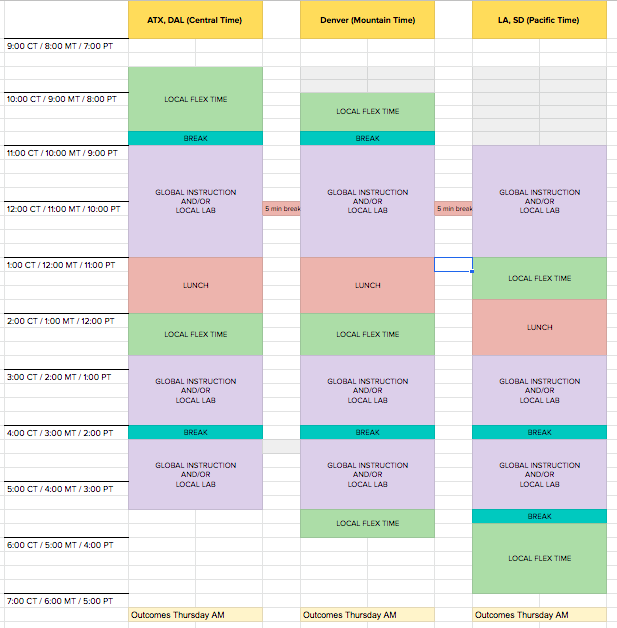 ATX, DAL (Central Time) Denver (Mountain Time) LA, SD (Pacific Time)
9:00 CT / 8:00 MT / 7:00 PT
10:00 CT / 9:00 MT / 8:00 PT
LOCAL FLEX TIME
LOCAL FLEX TIME
BREAK BREAK
11:00 CT / 10:00 MT / 9:00 PT
GLOBAL INSTRUCTION GLOBAL INSTRUCTION GLOBAL INSTRUCTION
AND/OR AND/OR AND/OR
12:00 CT / 11:00 MT / 10:00 PT LOCAL LAB 5 min break LOCAL LAB 5 min break LOCAL LAB
1:00 CT / 12:00 MT / 11:00 PT
LOCAL FLEX TIME
LUNCH LUNCH
2:00 CT / 1:00 MT / 12:00 PT
LUNCH
LOCAL FLEX TIME LOCAL FLEX TIME
3:00 CT / 2:00 MT / 1:00 PT
GLOBAL INSTRUCTION GLOBAL INSTRUCTION GLOBAL INSTRUCTION
AND/OR AND/OR AND/OR
LOCAL LAB LOCAL LAB LOCAL LAB
4:00 CT / 3:00 MT / 2:00 PT BREAK BREAK BREAK
GLOBAL INSTRUCTION GLOBAL INSTRUCTION GLOBAL INSTRUCTION
AND/OR AND/OR AND/OR
LOCAL LAB LOCAL LAB LOCAL LAB
5:00 CT / 4:00 MT / 3:00 PT
BREAK
LOCAL FLEX TIME
6:00 CT / 5:00 MT / 4:00 PT
LOCAL FLEX TIME
7:00 CT / 6:00 MT / 5:00 PT
Outcomes Thursday AM Outcomes Thursday AM Outcomes Thursday AM